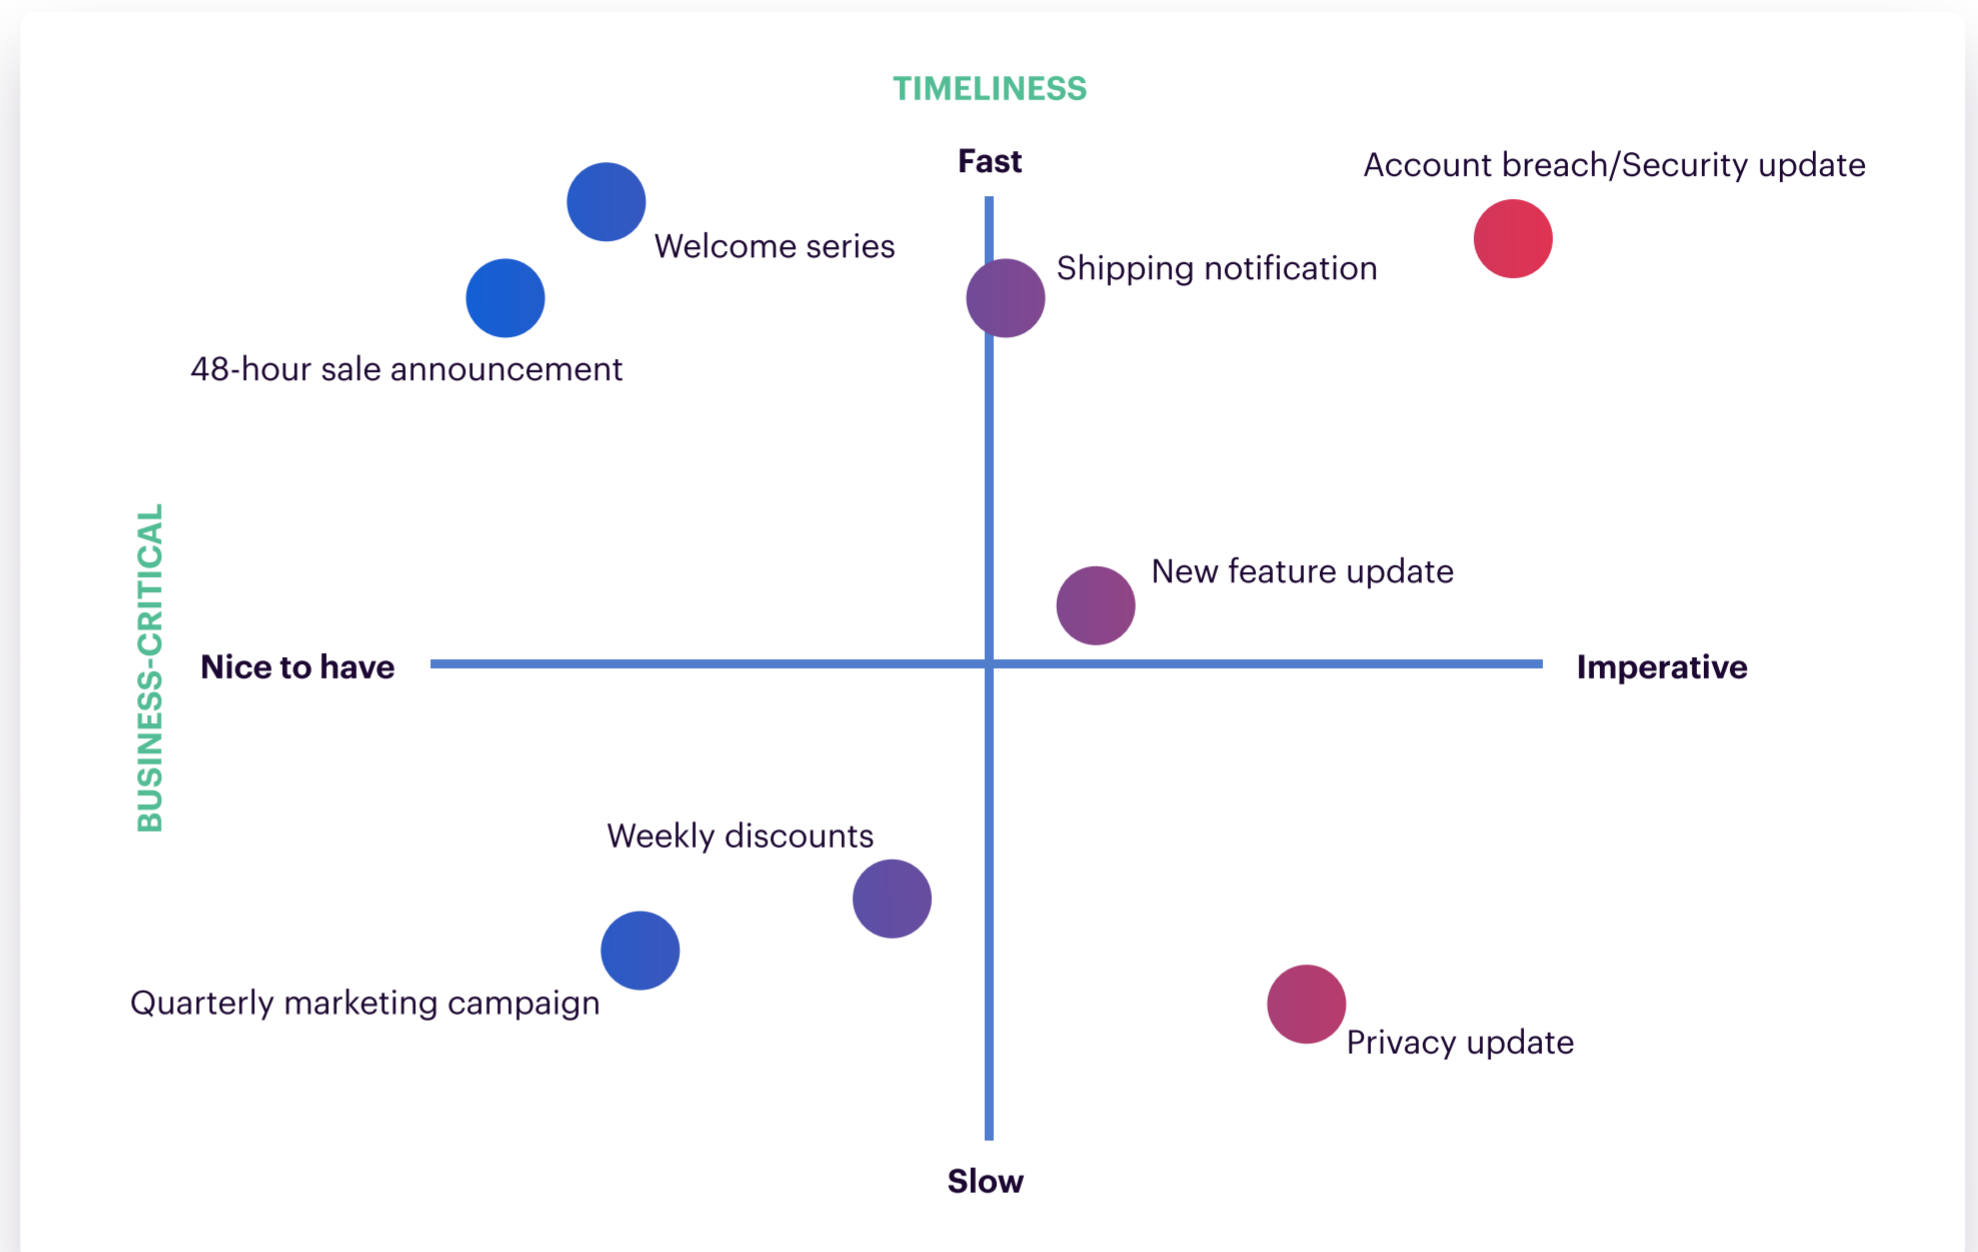 TIMELINESS
Fast
Account breach/Security update
Welcome series
Shipping notification
48-hour sale announcement
BUSINESS-CRITICAL
New feature update
Nice to have
Imperative
Weekly discounts
Quarterly marketing campaign
Privacy update
Slow